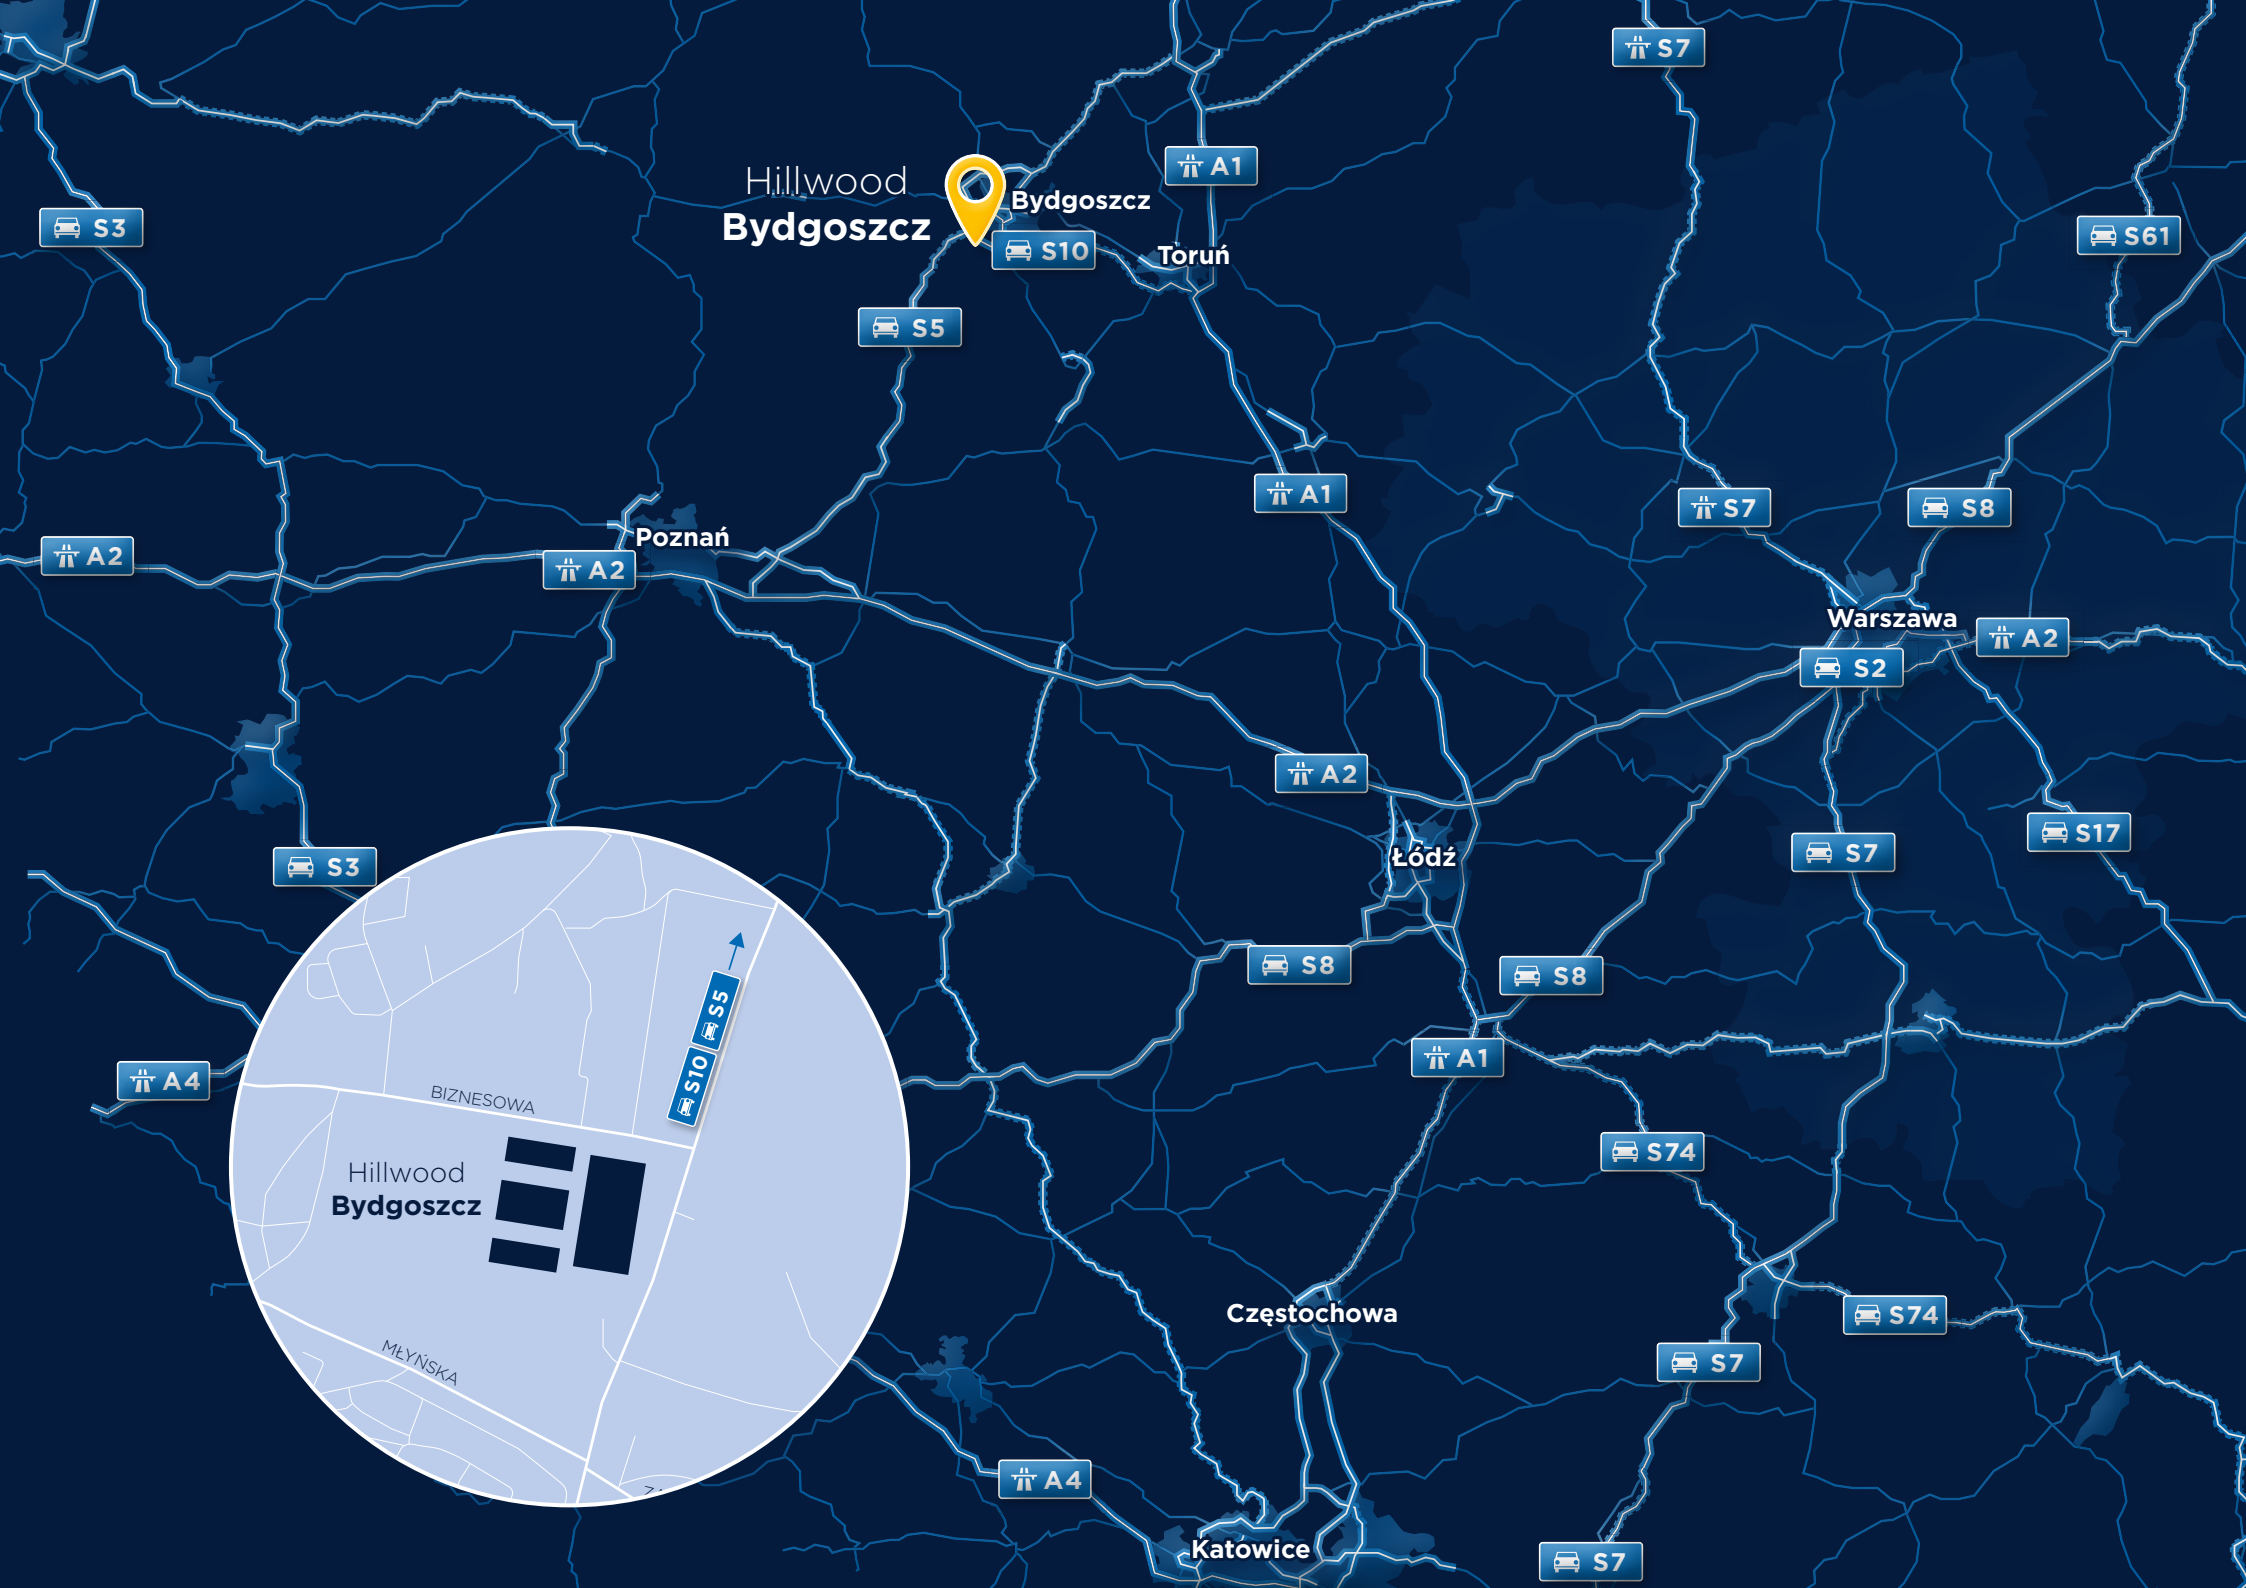 S7
A1
Hillwood
Bydgoszcz
Bydgoszcz
S3
S10
Toruń
S61
S5
A1
S7
S8
Poznań
A2
A2
Warszawa
A2
S2
A2
S3
S7
S17
Łódź
S8
S8
A1
A4
S5
S10
BIZNESOWA
Hillwood
Bydgoszcz
MŁYŃSKA
S74
Częstochowa
S74
S7
A4
Katowice
S7